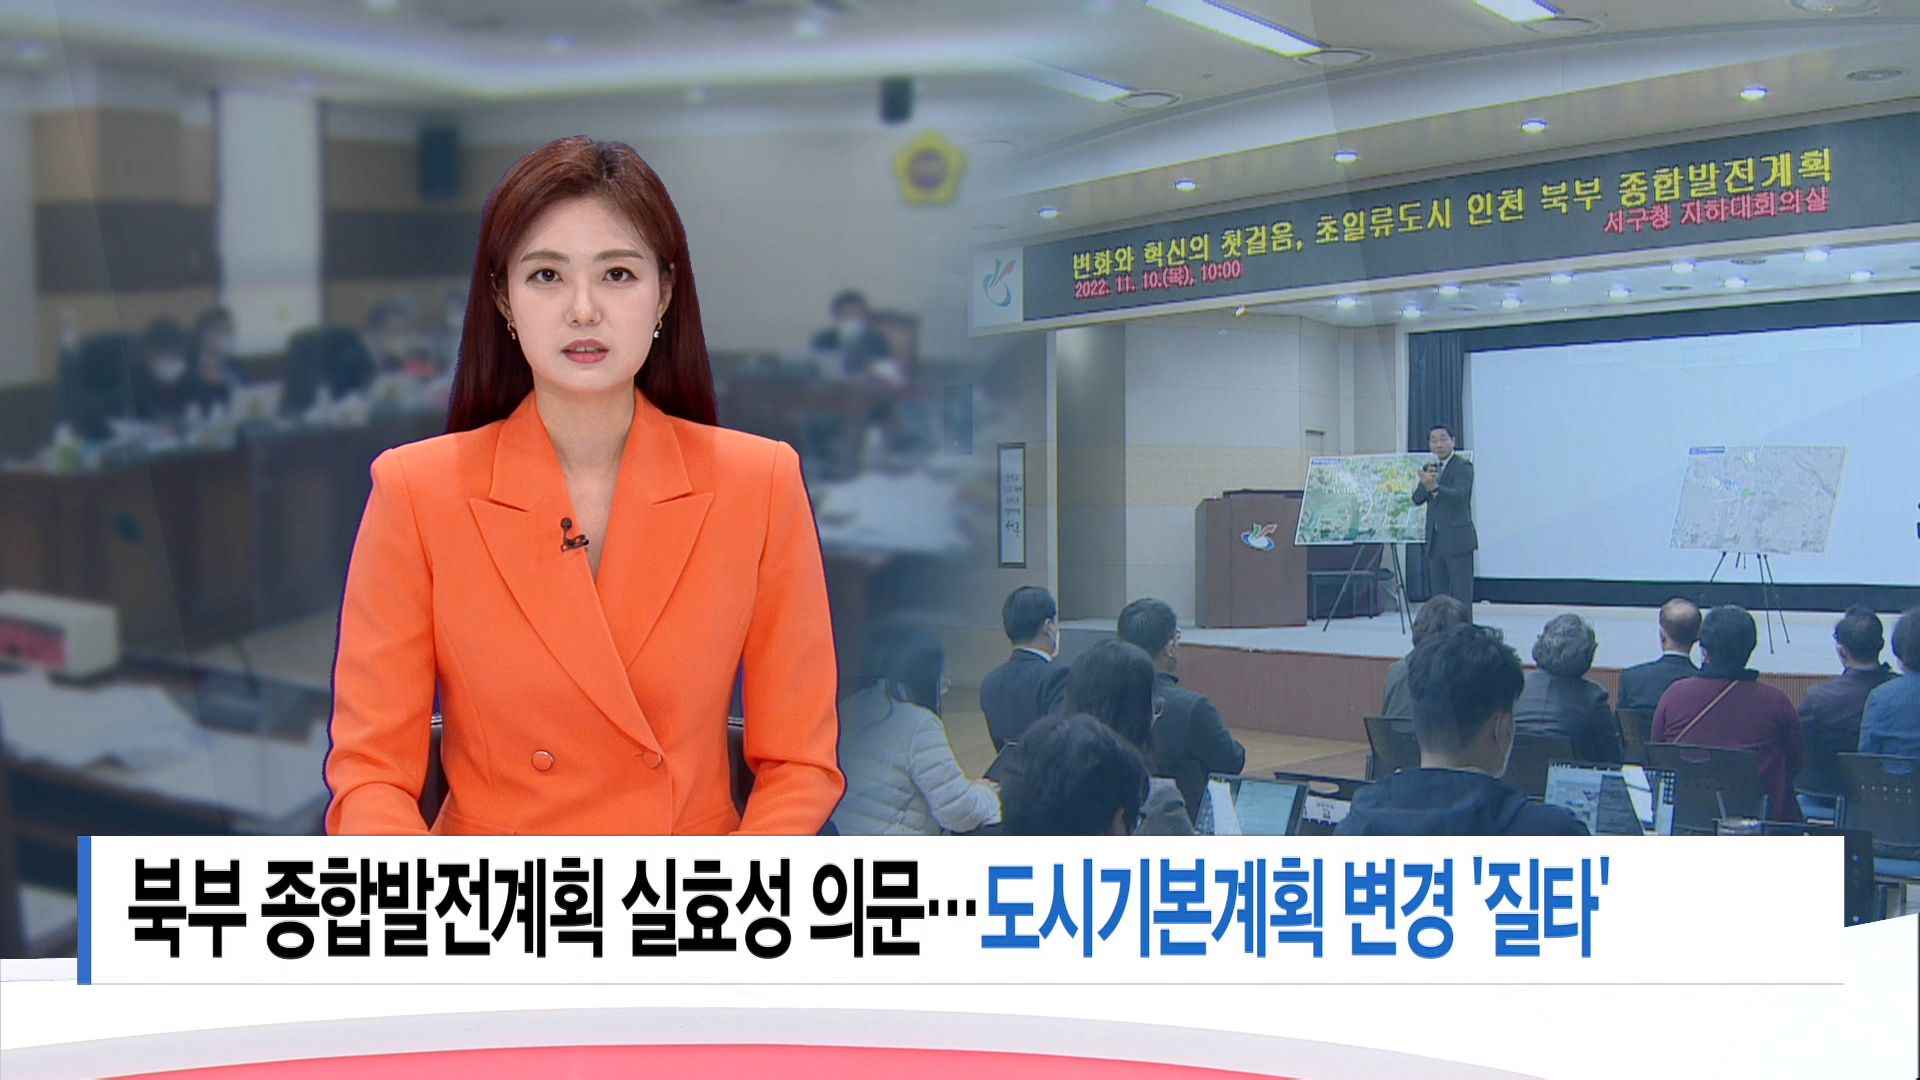 변화와 혁신의 첫걸음, 초일류도시 인천 북부 종합발전계획
2022. 11. 10.(목), 10:00
서구청 지하대회의실
북부 종합발전계획 실효성 의문…도시기본계획 변경 '질타'